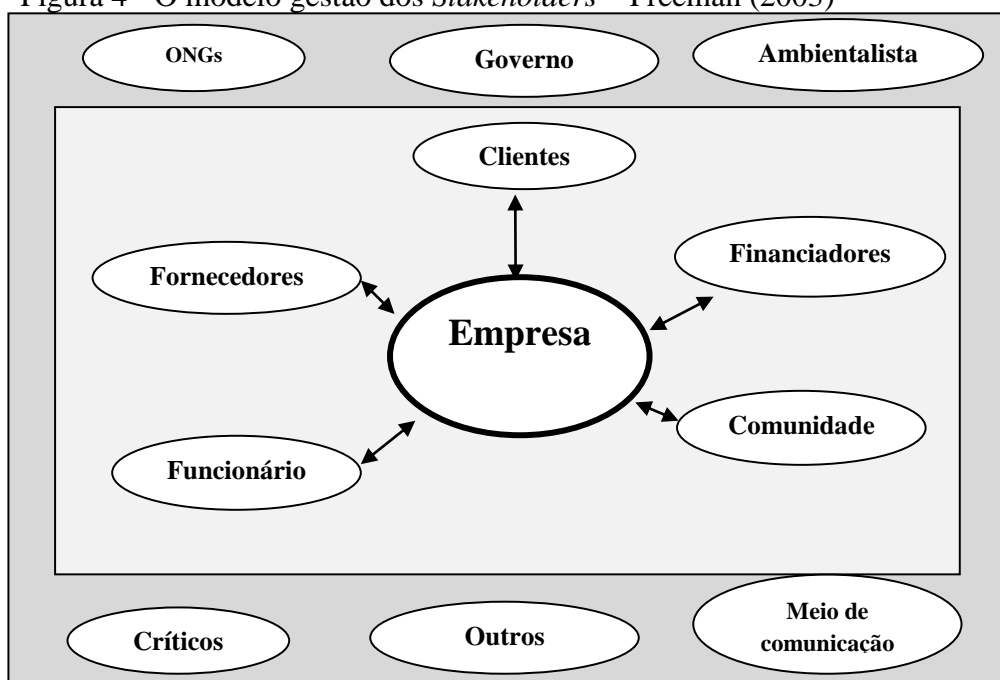 Figura 4 - O modelo gestão dos Stakeholders – Freeman (2003)
ONGs
Governo
Ambientalista
Clientes
Fornecedores
Financiadores
Empresa
Comunidade
Funcionário
Críticos
Outros
Meio de
comunicação